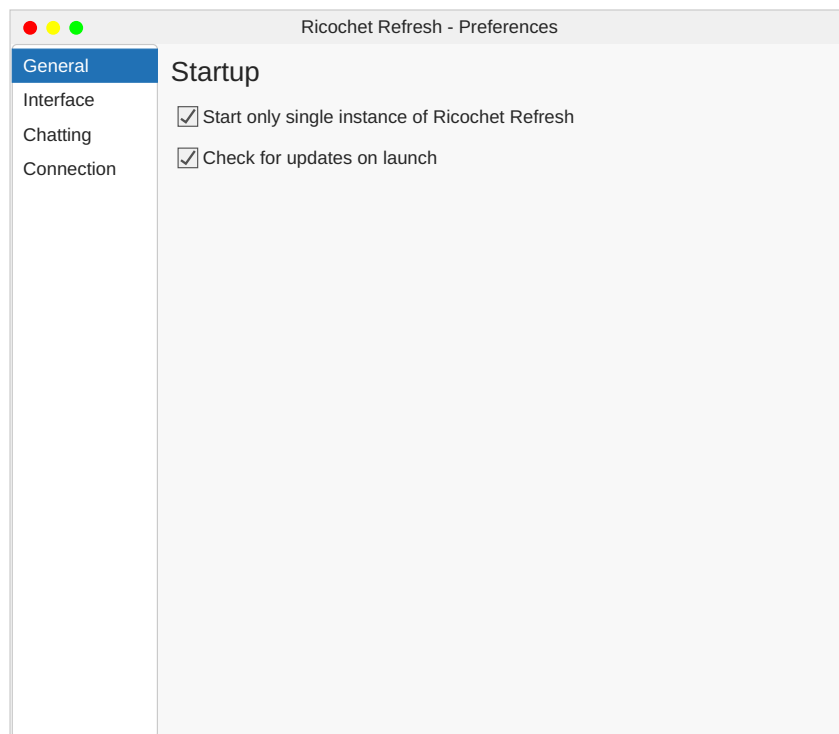 Ricochet Refresh - Preferences
General
Interface
Chatting
Connection
Startup
Start only single instance of Ricochet Refresh
Check for updates on launch